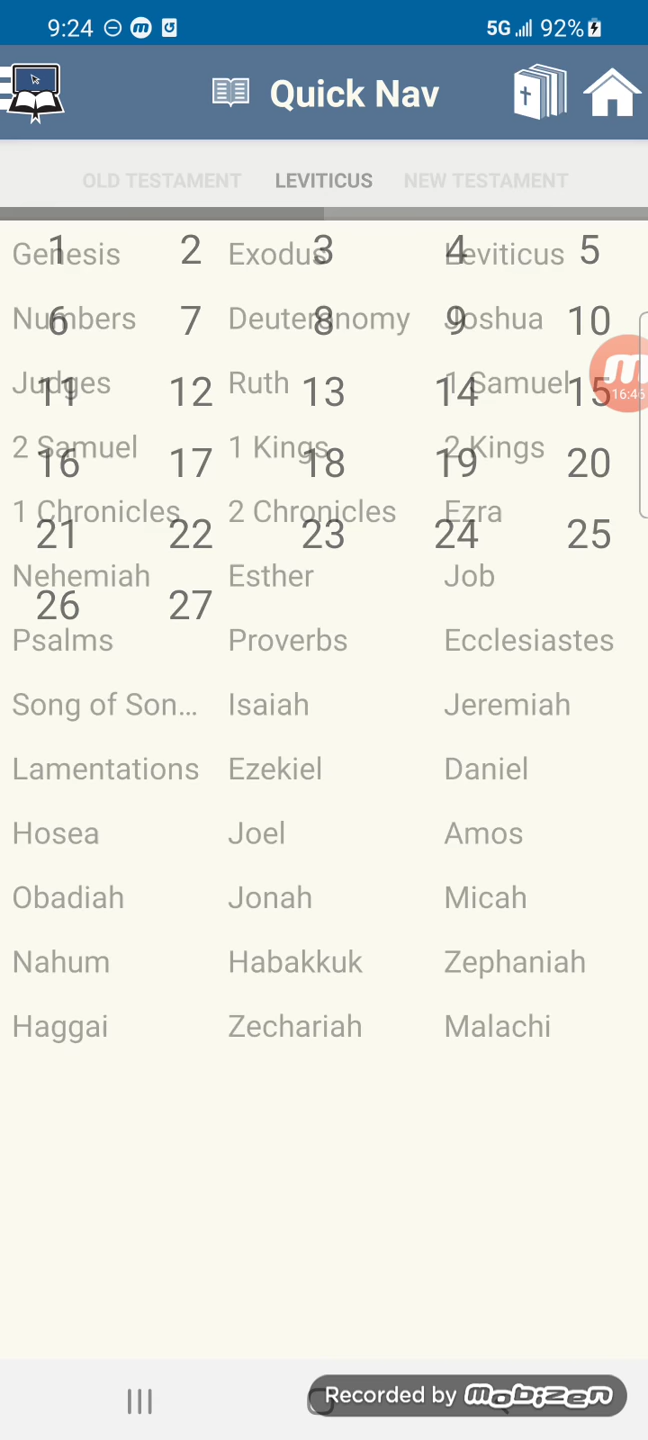 9:24 5G 92%
Quick Nav
OLD TESTAMENT LEVITICUS NEW TESTAMENT
1 2 3 4 5
Genesis Exodus Leviticus
6 7 8 9 10
Numbers Deuteronomy Joshua
11 12 13 14 15
Judges Ruth 1 Samuel
16:46
2 Samuel 1 Kings 2 Kings
16 17 18 19 20
1 Chronicles 2 Chronicles Ezra
21 22 23 24 25
Nehemiah Esther Job
26 27
Psalms Proverbs Ecclesiastes
Song of Son... Isaiah Jeremiah
Lamentations Ezekiel Daniel
Hosea Joel Amos
Obadiah Jonah Micah
Nahum Habakkuk Zephaniah
Haggai Zechariah Malachi
Recorded by mobizen